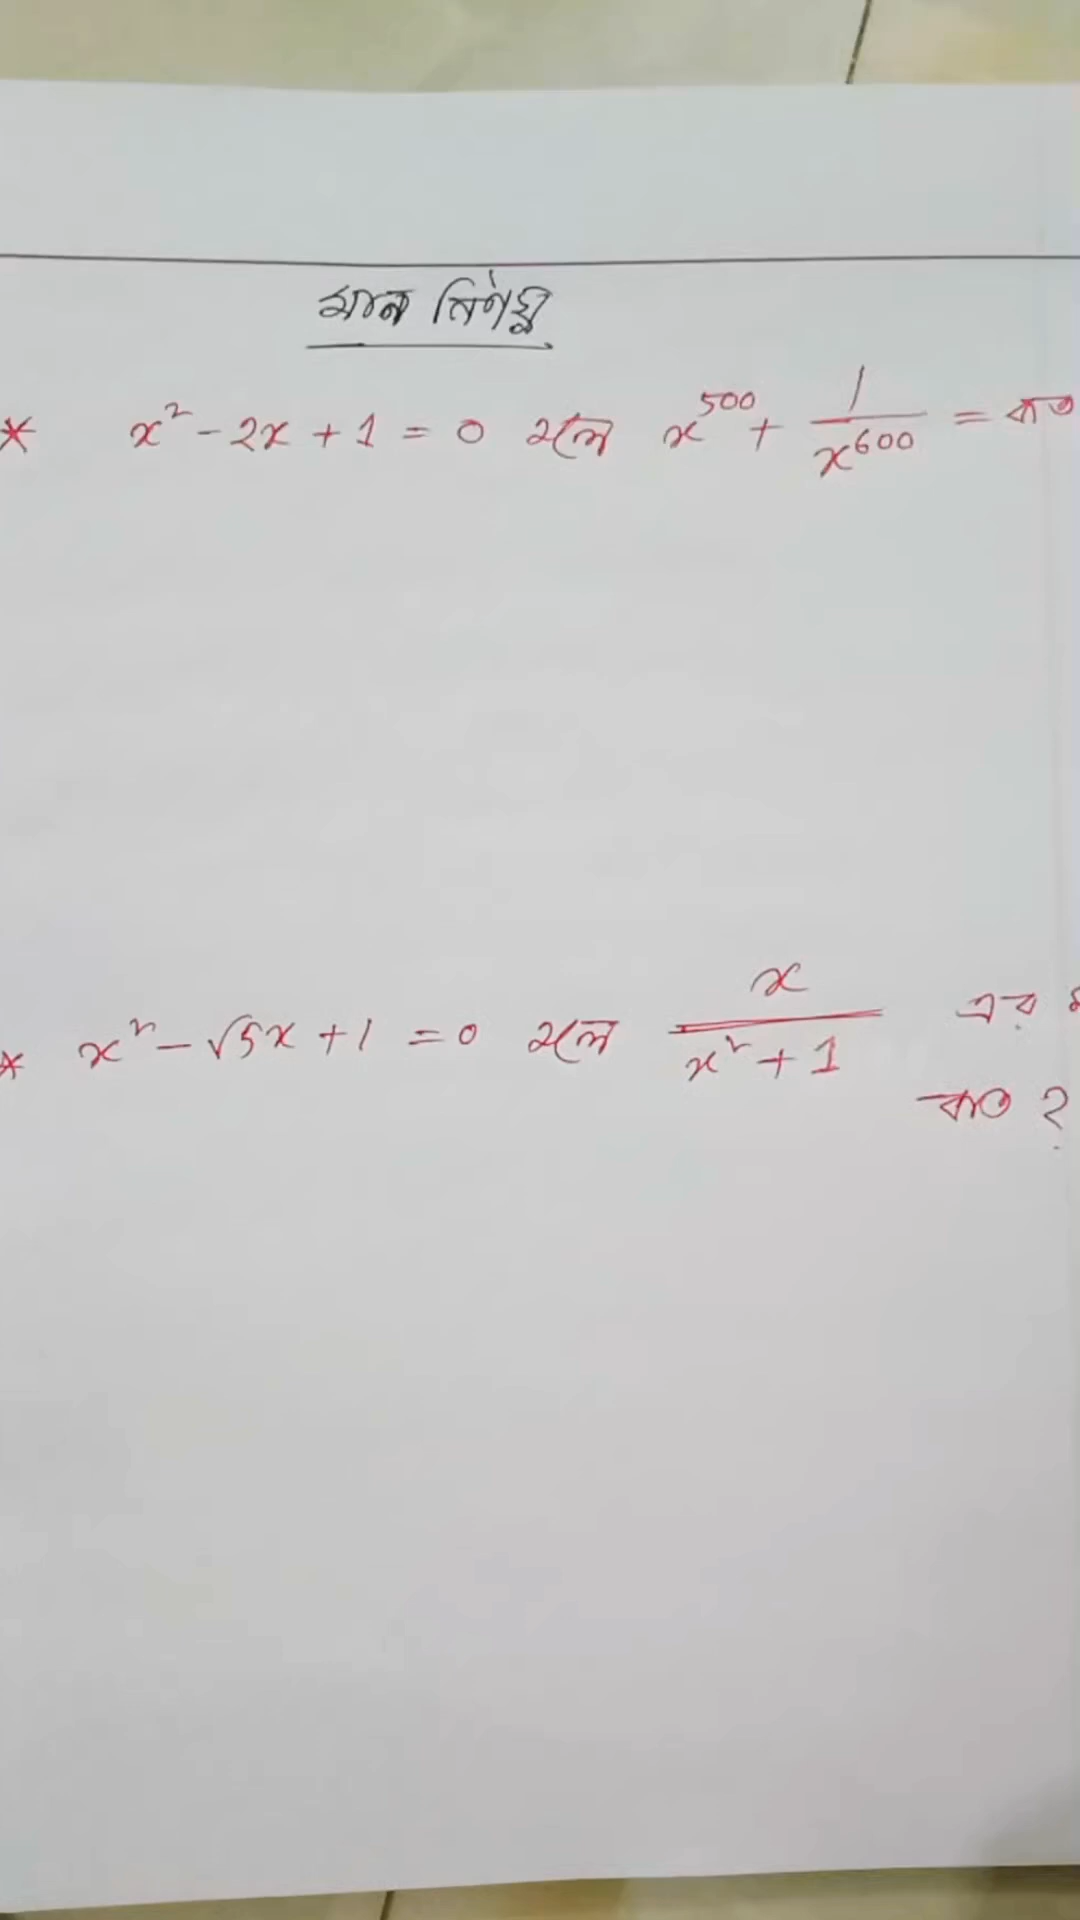 মান নির্ণয়
* x² - 2x + 1 = 0 হলে x⁵⁰⁰ + 1/x⁶⁰⁰ = কত
* x² - √5x + 1 = 0 হলে x/(x² + 1) এর
কত ?